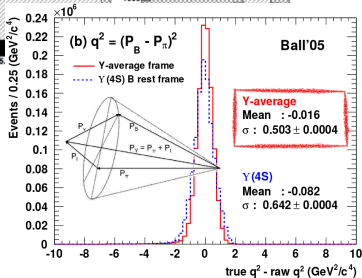 ×10⁶
0.24
0.22
0.2
0.18
0.16
0.14
0.12
0.1
0.08
0.06
0.04
0.02
0
Events / 0.25 (GeV²/c⁴)
(b) q² = (P_B - P_π)²
Ball'05
Y-average frame
Υ(4S) B rest frame
Y-average
Mean : -0.016
σ : 0.503 ± 0.0004
Υ(4S)
Mean : -0.082
σ : 0.642 ± 0.0004
P_B
P_Y = P_π + P_l
P_l
P_π
-10 -8 -6 -4 -2 0 2 4 6 8 10
true q² - raw q² (GeV²/c⁴)